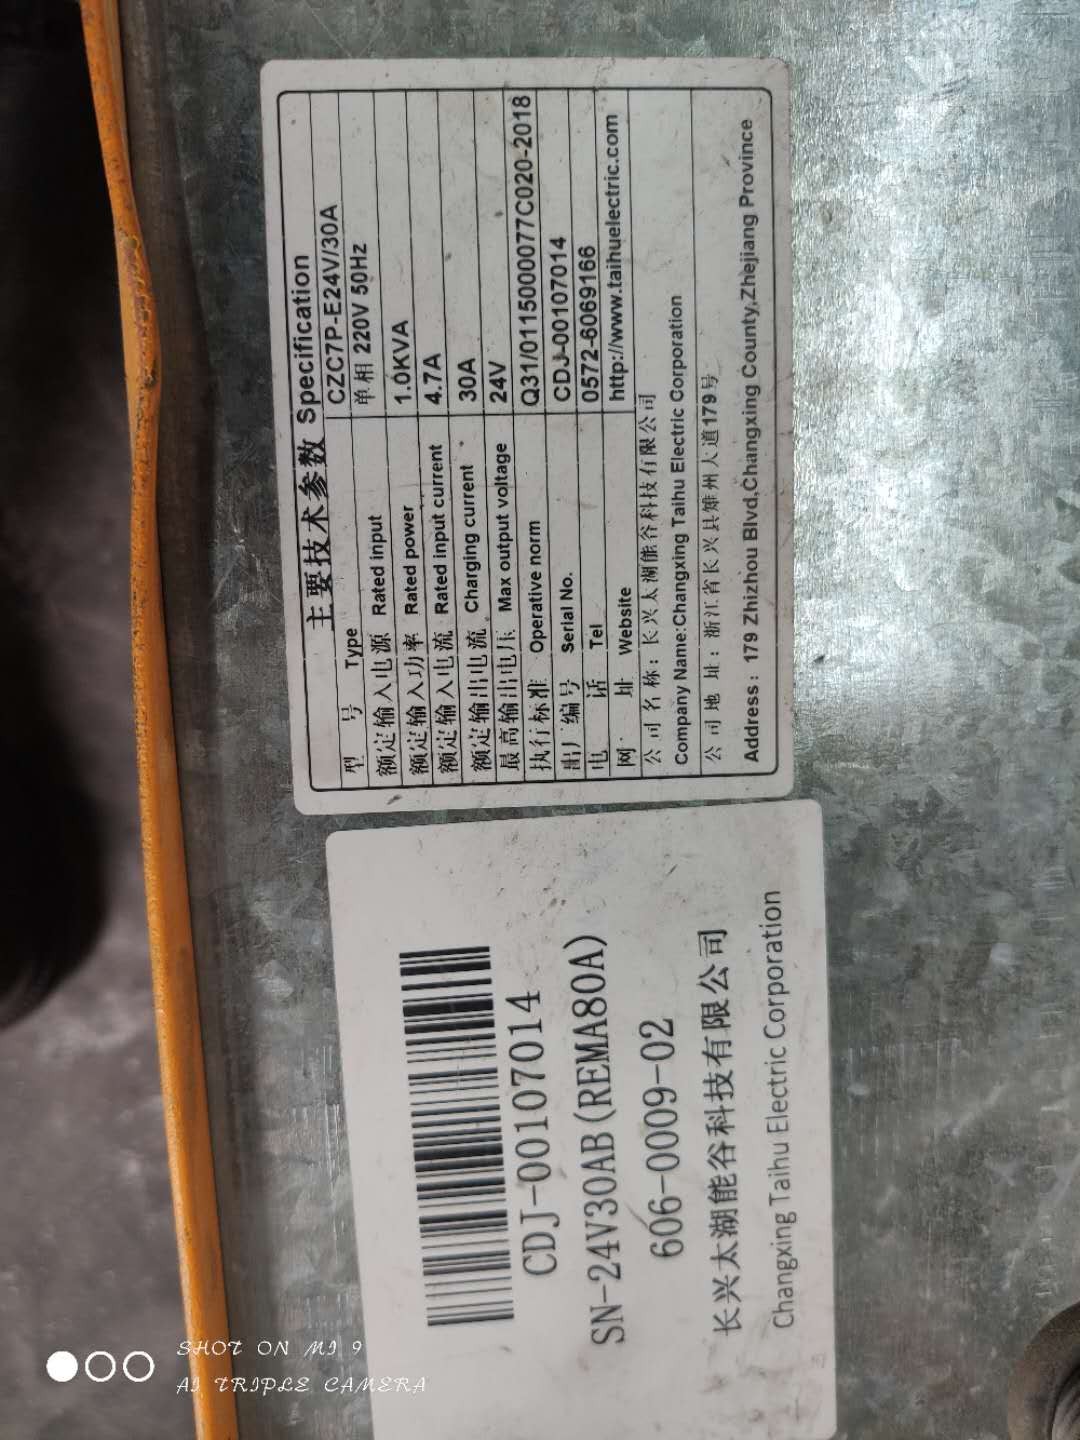 主要技术参数 Specification
型 号 Type CZC7P-E24V/30A
额定输入电源 Rated input 单相 220V 50Hz
额定输入功率 Rated power 1.0KVA
额定输入电流 Rated input current 4.7A
额定输出电流 Charging current 30A
最高输出电压 Max output voltage 24V
执行标准 Operative norm Q31/0115000077C020-2018
出厂编号 Serial No. CDJ-00107014
电 话 Tel 0572-6069166
网 址 Website http://www.taihuelectric.com
公司名称：长兴太湖能谷科技有限公司
Company Name:Changxing Taihu Electric Corporation
公司地 址：浙江省长兴县雉州大道179号
Address：179 Zhizhou Blvd,Changxing County,Zhejiang Province
CDJ-00107014
SN-24V30AB(REMA80A)
606-0009-02
长兴太湖能谷科技有限公司
Changxing Taihu Electric Corporation
SHOT ON MI 9
AI TRIPLE CAMERA